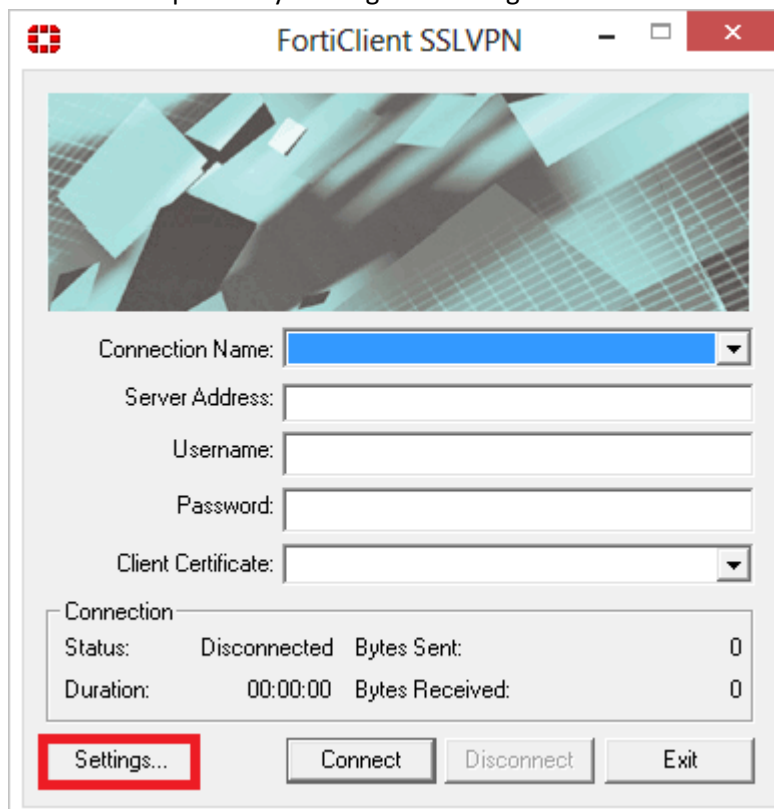 FortiClient SSLVPN
Connection Name:
Server Address:
Username:
Password:
Client Certificate:
Connection
Status: Disconnected Bytes Sent: 0
Duration: 00:00:00 Bytes Received: 0
Settings... Connect Disconnect Exit